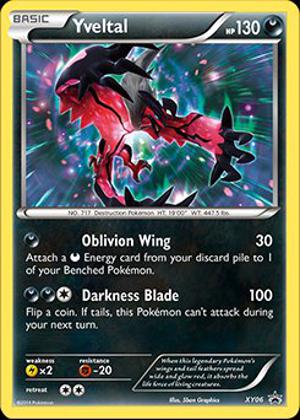 BASIC
Yveltal
HP 130
NO. 717 Destruction Pokémon HT: 19'00" WT: 447.5 lbs.
Oblivion Wing 30
Attach a Energy card from your discard pile to
1 of your Benched Pokémon.
Darkness Blade 100
Flip a coin. If tails, this Pokémon can't attack during
your next turn.
weakness
×2
resistance
-20
retreat
When this legendary Pokémon's
wings and tail feathers spread
wide and glow red, it absorbs the
life force of living creatures.
Illus. 5ban Graphics
XY06
©2014 Pokémon